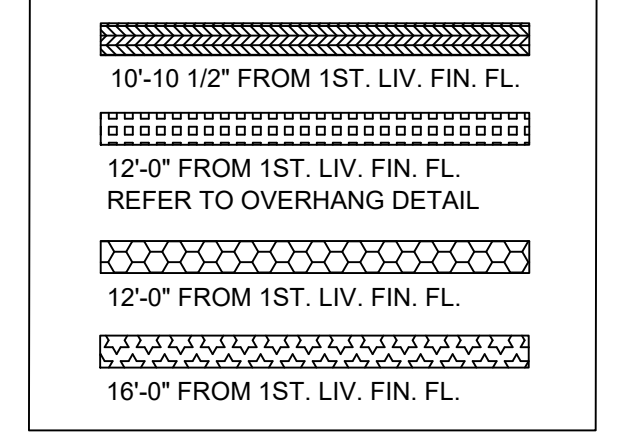 10'-10 1/2" FROM 1ST. LIV. FIN. FL.
12'-0" FROM 1ST. LIV. FIN. FL.
REFER TO OVERHANG DETAIL
12'-0" FROM 1ST. LIV. FIN. FL.
16'-0" FROM 1ST. LIV. FIN. FL.